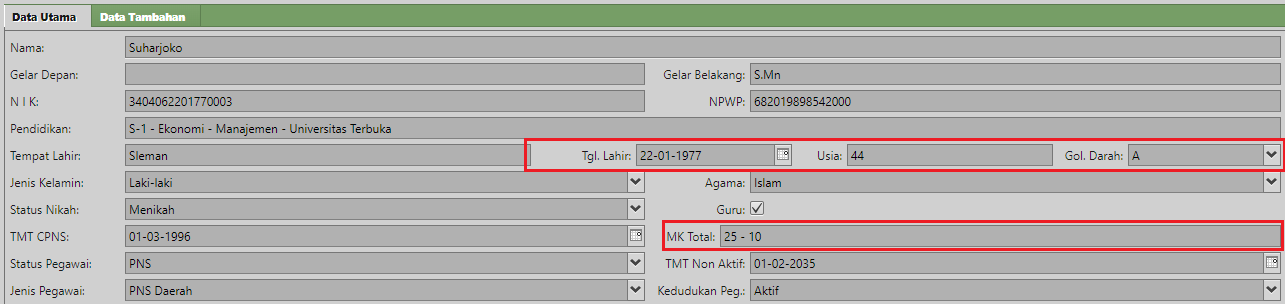 Data Utama Data Tambahan
Nama: Suharjoko
Gelar Depan: Gelar Belakang: S.Mn
N I K: 3404062201770003 NPWP: 682019898542000
Pendidikan: S-1 - Ekonomi - Manajemen - Universitas Terbuka
Tempat Lahir: Sleman Tgl. Lahir: 22-01-1977 Usia: 44 Gol. Darah: A
Jenis Kelamin: Laki-laki Agama: Islam
Status Nikah: Menikah Guru:
TMT CPNS: 01-03-1996 MK Total: 25 - 10
Status Pegawai: PNS TMT Non Aktif: 01-02-2035
Jenis Pegawai: PNS Daerah Kedudukan Peg.: Aktif